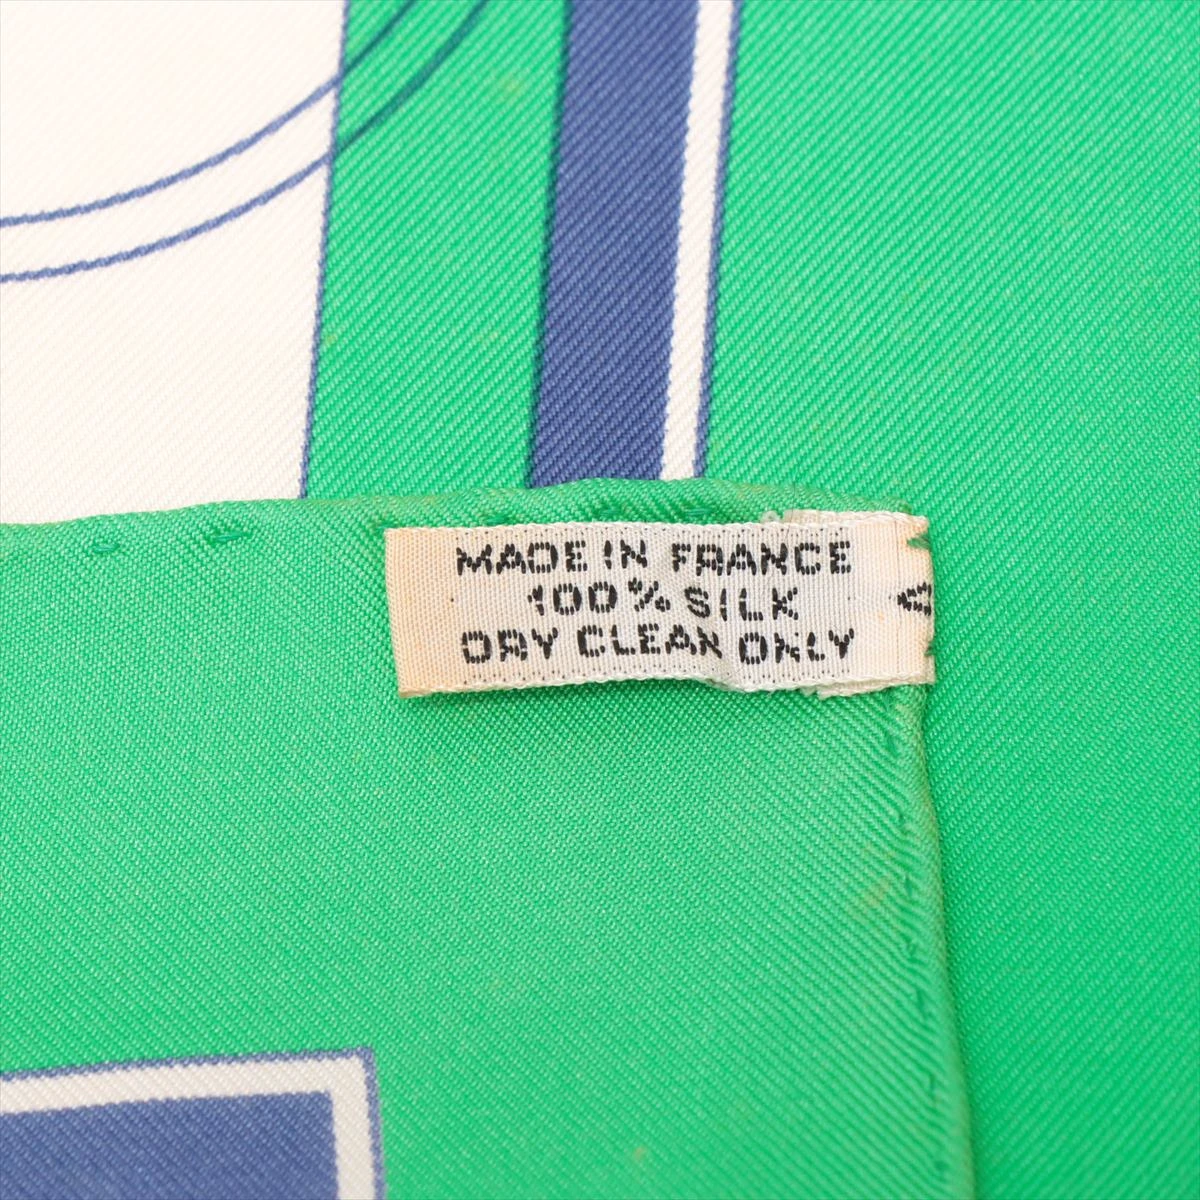 MADE IN FRANCE
100% SILK
DRY CLEAN ONLY
A